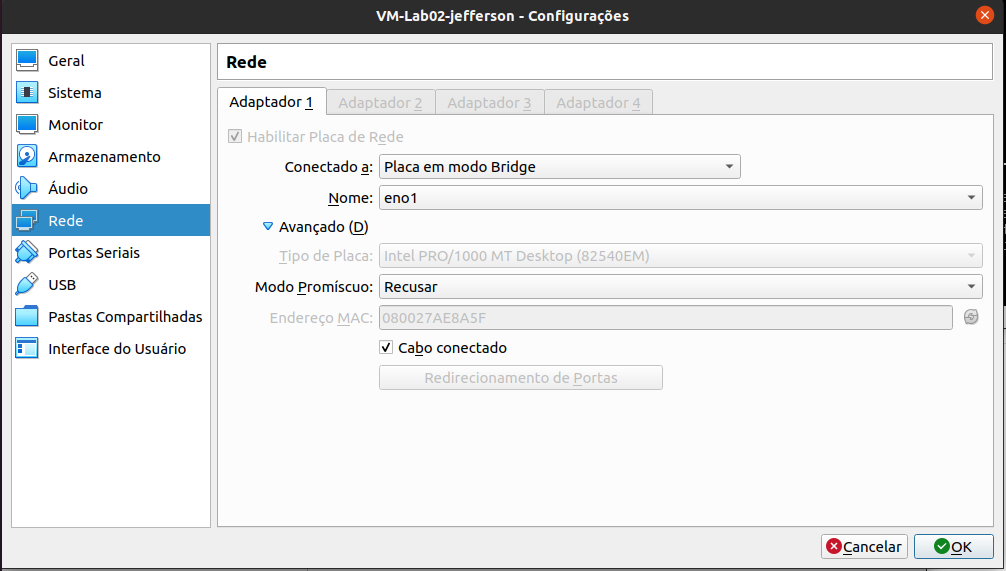 VM-Lab02-jefferson - Configurações
Geral
Sistema
Monitor
Armazenamento
Áudio
Rede
Portas Seriais
USB
Pastas Compartilhadas
Interface do Usuário
Rede
Adaptador 1 Adaptador 2 Adaptador 3 Adaptador 4
Habilitar Placa de Rede
Conectado a: Placa em modo Bridge
Nome: eno1
Avançado (D)
Tipo de Placa: Intel PRO/1000 MT Desktop (82540EM)
Modo Promíscuo: Recusar
Endereço MAC: 080027AE8A5F
Cabo conectado
Redirecionamento de Portas
Cancelar OK